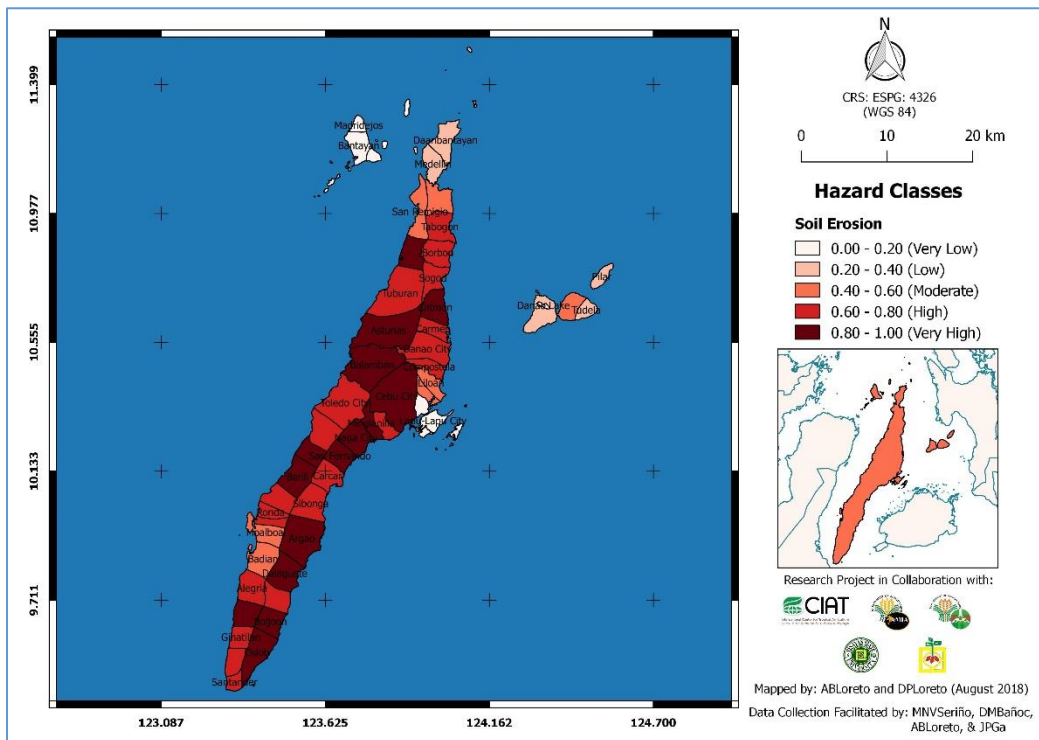 11.399
10.977
10.555
10.133
9.711
123.087
123.625
124.162
124.700
Madridejos
Bantayan
Daanbantayan
Medellin
San Remigio
Tabogon
Borbon
Sogod
Tuburan
Catmon
Asturias
Carmen
Danao City
Balamban
Compostela
Liloan
Cebu City
Toledo City
Lapu-Lapu City
Minglanilla
Naga City
San Fernando
Barili
Carcar
Sibonga
Ronda
Moalboa
Argao
Badian
Dalaguete
Alegria
Boljoon
Ginatilan
Oslob
Santander
Pilar
Danao Lake
Tudela
N
CRS: ESPG: 4326
(WGS 84)
0 10 20 km
Hazard Classes
Soil Erosion
0.00 - 0.20 (Very Low)
0.20 - 0.40 (Low)
0.40 - 0.60 (Moderate)
0.60 - 0.80 (High)
0.80 - 1.00 (Very High)
Research Project in Collaboration with:
CIAT
Mapped by: ABLoreto and DPLoreto (August 2018)
Data Collection Facilitated by: MNVSeriño, DMBañoc,
ABLoreto, & JPGa